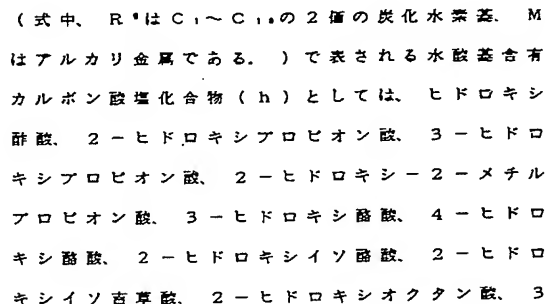 (式中、R⁸はC₁〜C₁₈の2価の炭化水素基、M
はアルカリ金属である。)で表される水酸基含有
カルボン酸塩化合物(h)としては、ヒドロキシ
酢酸、2-ヒドロキシプロピオン酸、3-ヒドロ
キシプロピオン酸、2-ヒドロキシ-2-メチル
プロピオン酸、3-ヒドロキシ酪酸、4-ヒドロ
キシ酪酸、2-ヒドロキシイソ酪酸、2-ヒドロ
キシイソ吉草酸、2-ヒドロキシオクタン酸、3